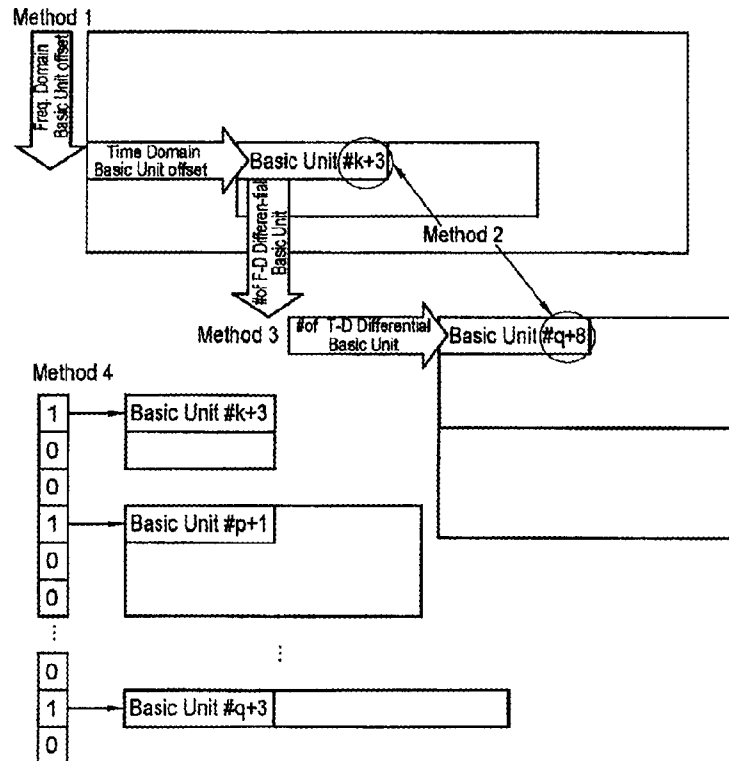 Method 1
Freq. Domain
Basic Unit offset
Time Domain
Basic Unit offset
Basic Unit #k+3
#of F-D Differen-tial
Basic Unit
Method 2
Method 3
#of T-D Differential
Basic Unit
Basic Unit #q+8
Method 4
1
Basic Unit #k+3
0
0
1
Basic Unit #p+1
0
0
⋮
⋮
0
1
Basic Unit #q+3
0